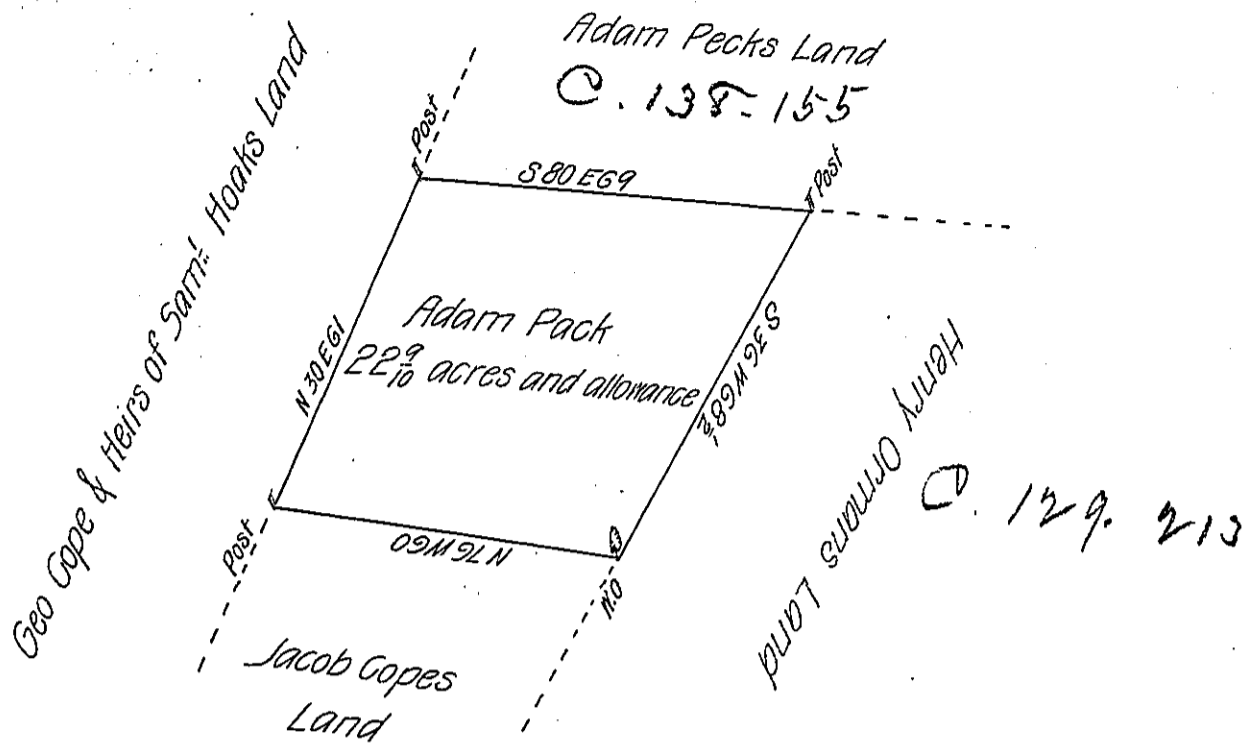 Adam Pecks Land
C. 138-155
Post
Post
S 80 E 69
Geo Cope & Heirs of Saml. Hoaks Land
N 30 E 61
Adam Pack
22 9/10 acres and allowance
S 36 W 68 1/2
Henry Ormans Land
C. 129. 213
Post
N 76 W 60
W.O
Jacob Copes
Land